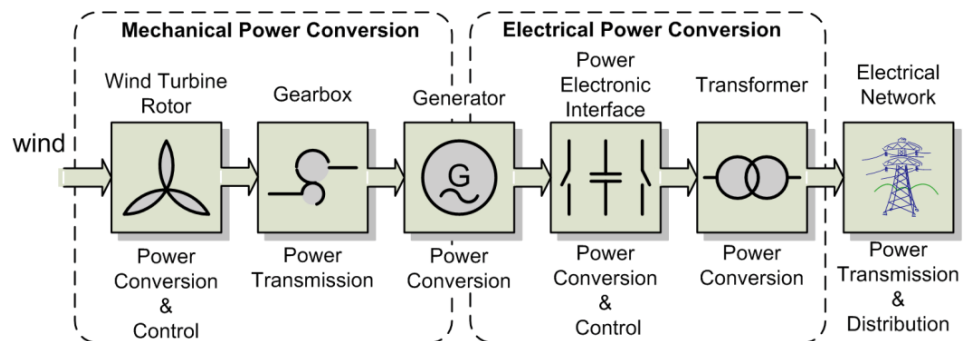 Mechanical Power Conversion
Electrical Power Conversion
wind
Wind Turbine
Rotor
Gearbox
Generator
Power
Electronic
Interface
Transformer
Electrical
Network
G
Power
Conversion
&
Control
Power
Transmission
Power
Conversion
Power
Conversion
&
Control
Power
Conversion
Power
Transmission
&
Distribution